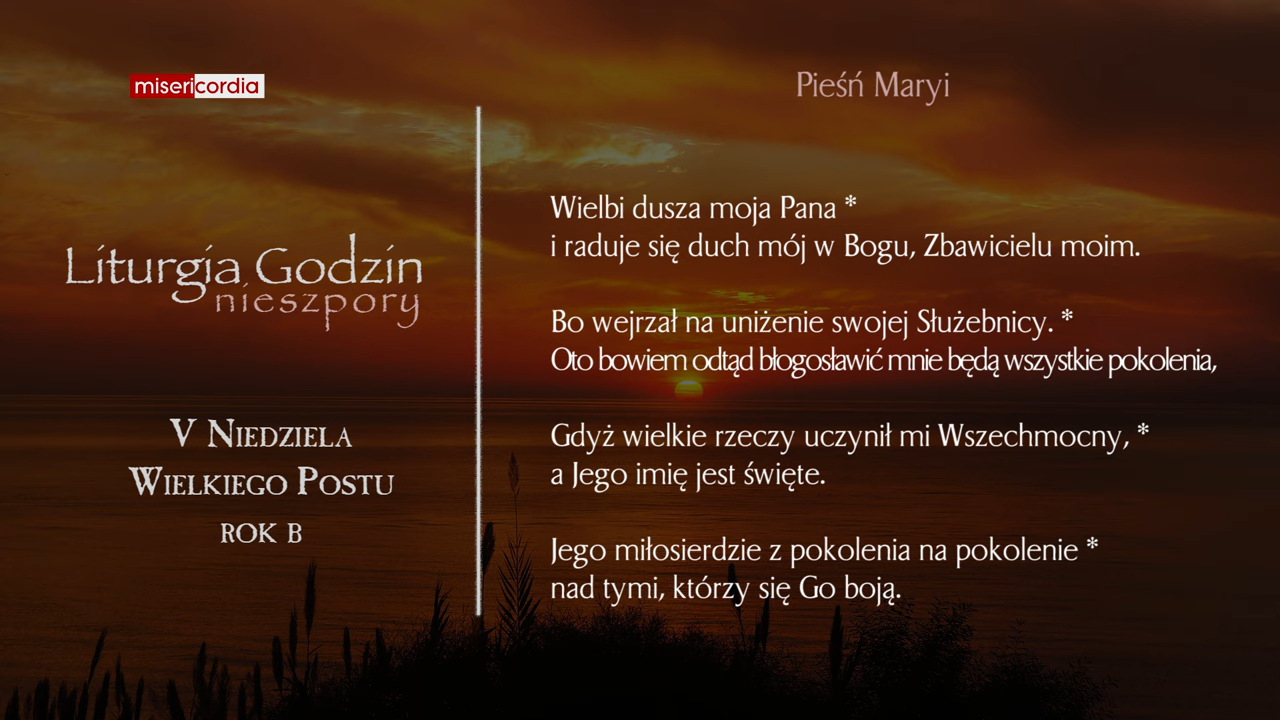 misericordia
Liturgia Godzin
nieszpory
V Niedziela
Wielkiego Postu
rok B
Pieśń Maryi
Wielbi dusza moja Pana *
i raduje się duch mój w Bogu, Zbawicielu moim.
Bo wejrzał na uniżenie swojej Służebnicy. *
Oto bowiem odtąd błogosławić mnie będą wszystkie pokolenia,
Gdyż wielkie rzeczy uczynił mi Wszechmocny, *
a Jego imię jest święte.
Jego miłosierdzie z pokolenia na pokolenie *
nad tymi, którzy się Go boją.